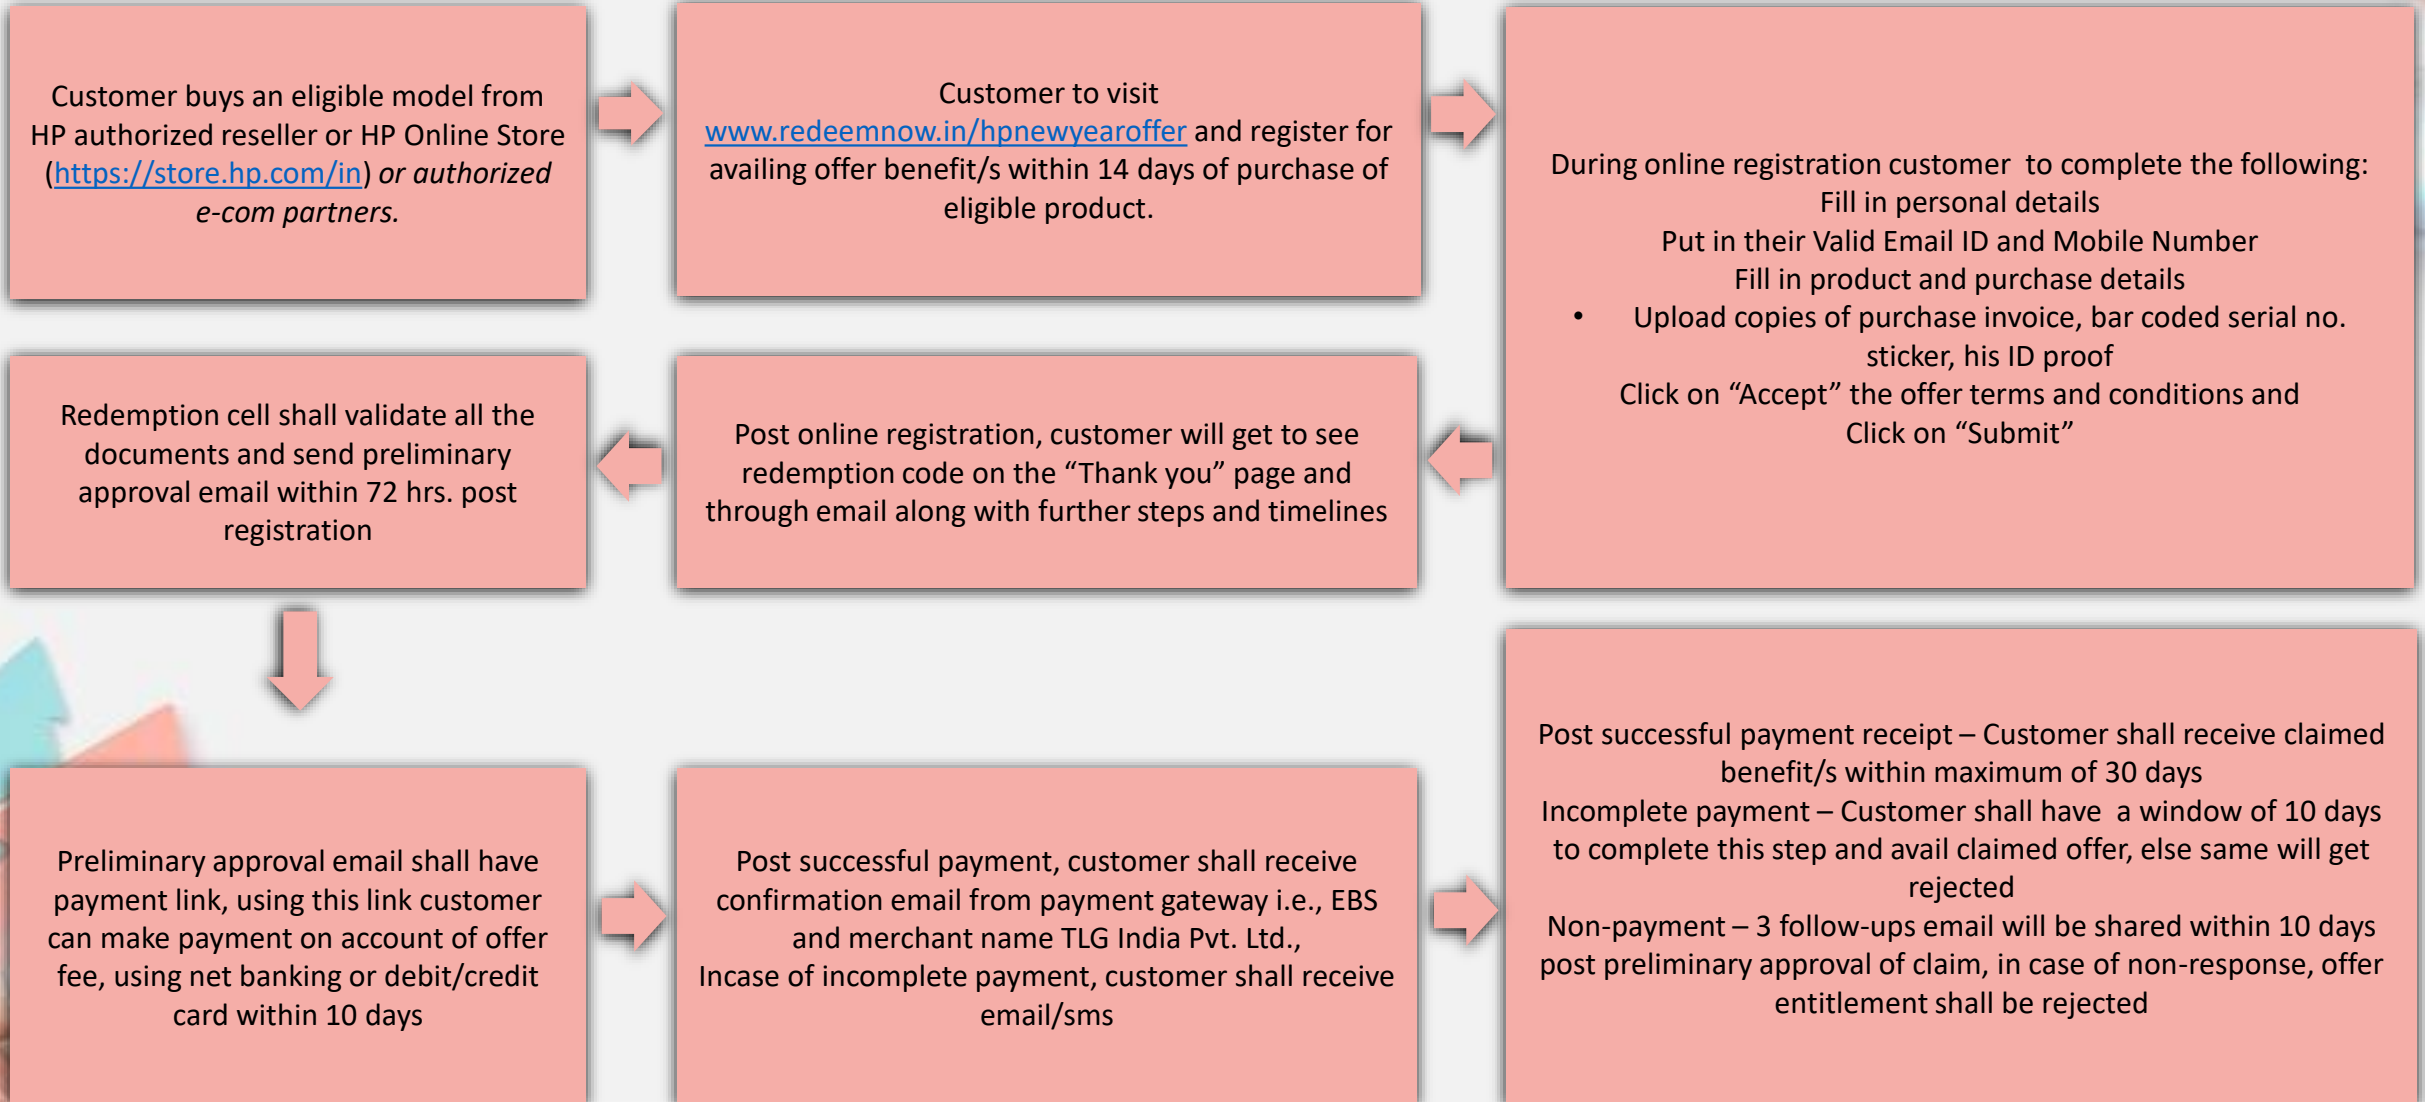 Customer buys an eligible model from
HP authorized reseller or HP Online Store
(https://store.hp.com/in) or authorized
e-com partners.
Customer to visit
www.redeemnow.in/hpnewyearoffer and register for
availing offer benefit/s within 14 days of purchase of
eligible product.
During online registration customer  to complete the following:
Fill in personal details
Put in their Valid Email ID and Mobile Number
Fill in product and purchase details
• Upload copies of purchase invoice, bar coded serial no.
sticker, his ID proof
Click on “Accept” the offer terms and conditions and
Click on “Submit”
Post online registration, customer will get to see
redemption code on the “Thank you” page and
through email along with further steps and timelines
Redemption cell shall validate all the
documents and send preliminary
approval email within 72 hrs. post
registration
Preliminary approval email shall have
payment link, using this link customer
can make payment on account of offer
fee, using net banking or debit/credit
card within 10 days
Post successful payment, customer shall receive
confirmation email from payment gateway i.e., EBS
and merchant name TLG India Pvt. Ltd.,
Incase of incomplete payment, customer shall receive
email/sms
Post successful payment receipt – Customer shall receive claimed
benefit/s within maximum of 30 days
Incomplete payment – Customer shall have  a window of 10 days
to complete this step and avail claimed offer, else same will get
rejected
Non-payment – 3 follow-ups email will be shared within 10 days
post preliminary approval of claim, in case of non-response, offer
entitlement shall be rejected